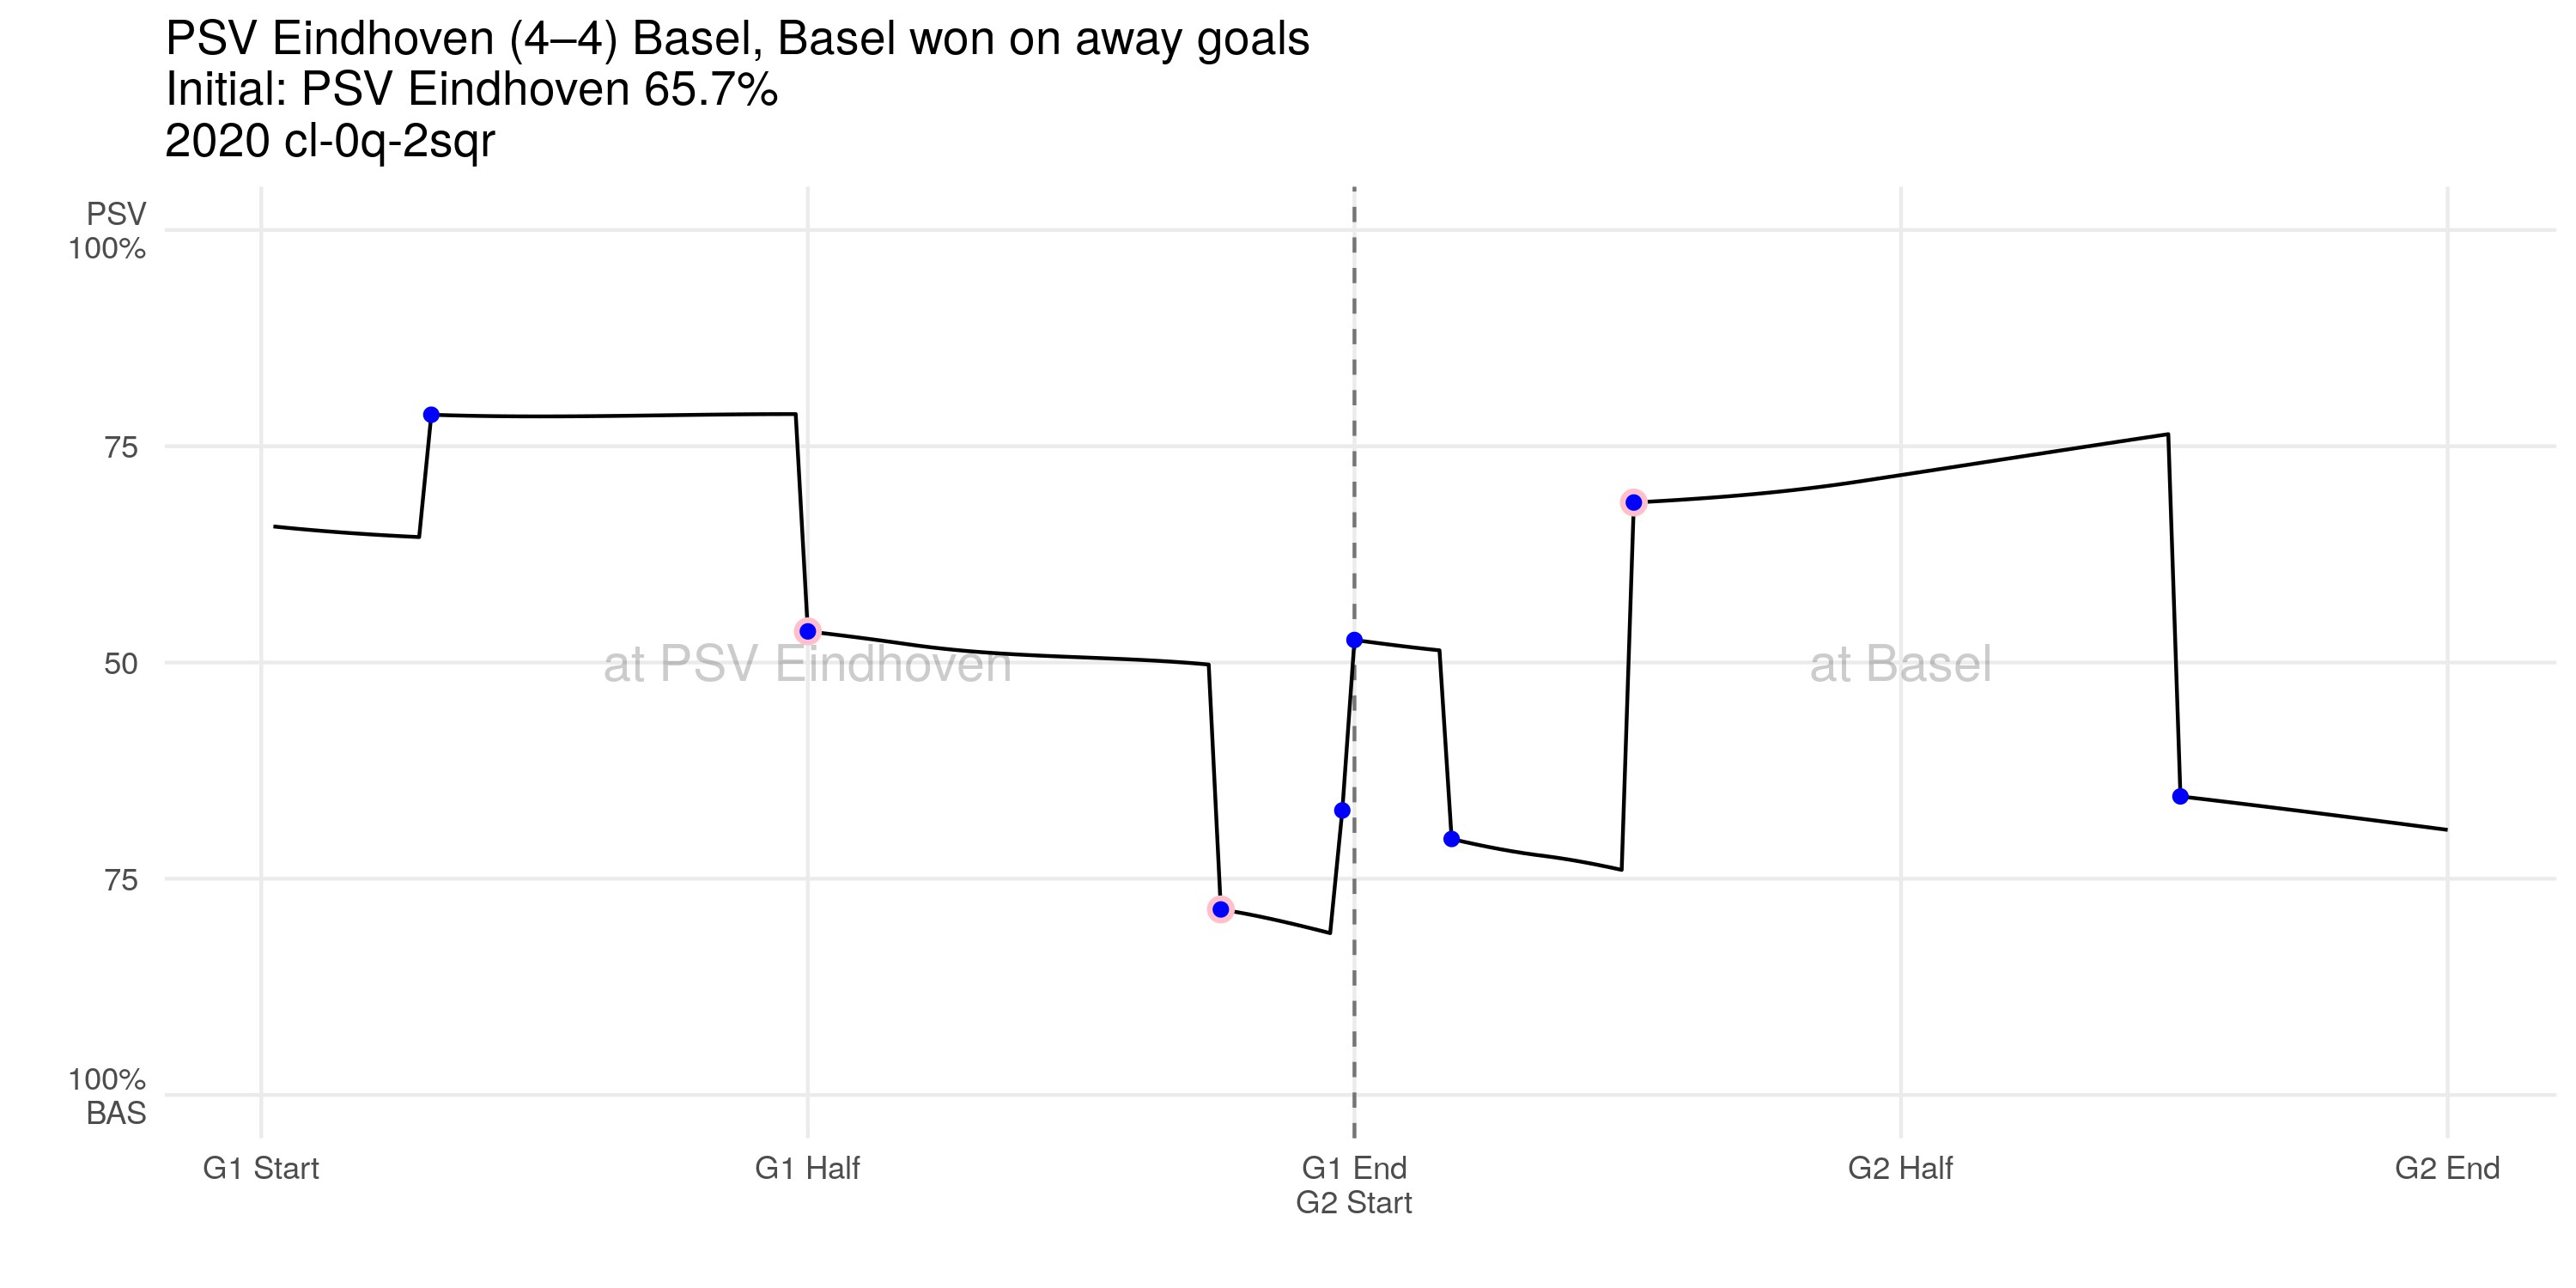 PSV Eindhoven (4–4) Basel, Basel won on away goals
Initial: PSV Eindhoven 65.7%
2020 cl-0q-2sqr
PSV
100%
75
50
75
100%
BAS
at PSV Eindhoven
at Basel
G1 Start
G1 Half
G1 End
G2 Start
G2 Half
G2 End